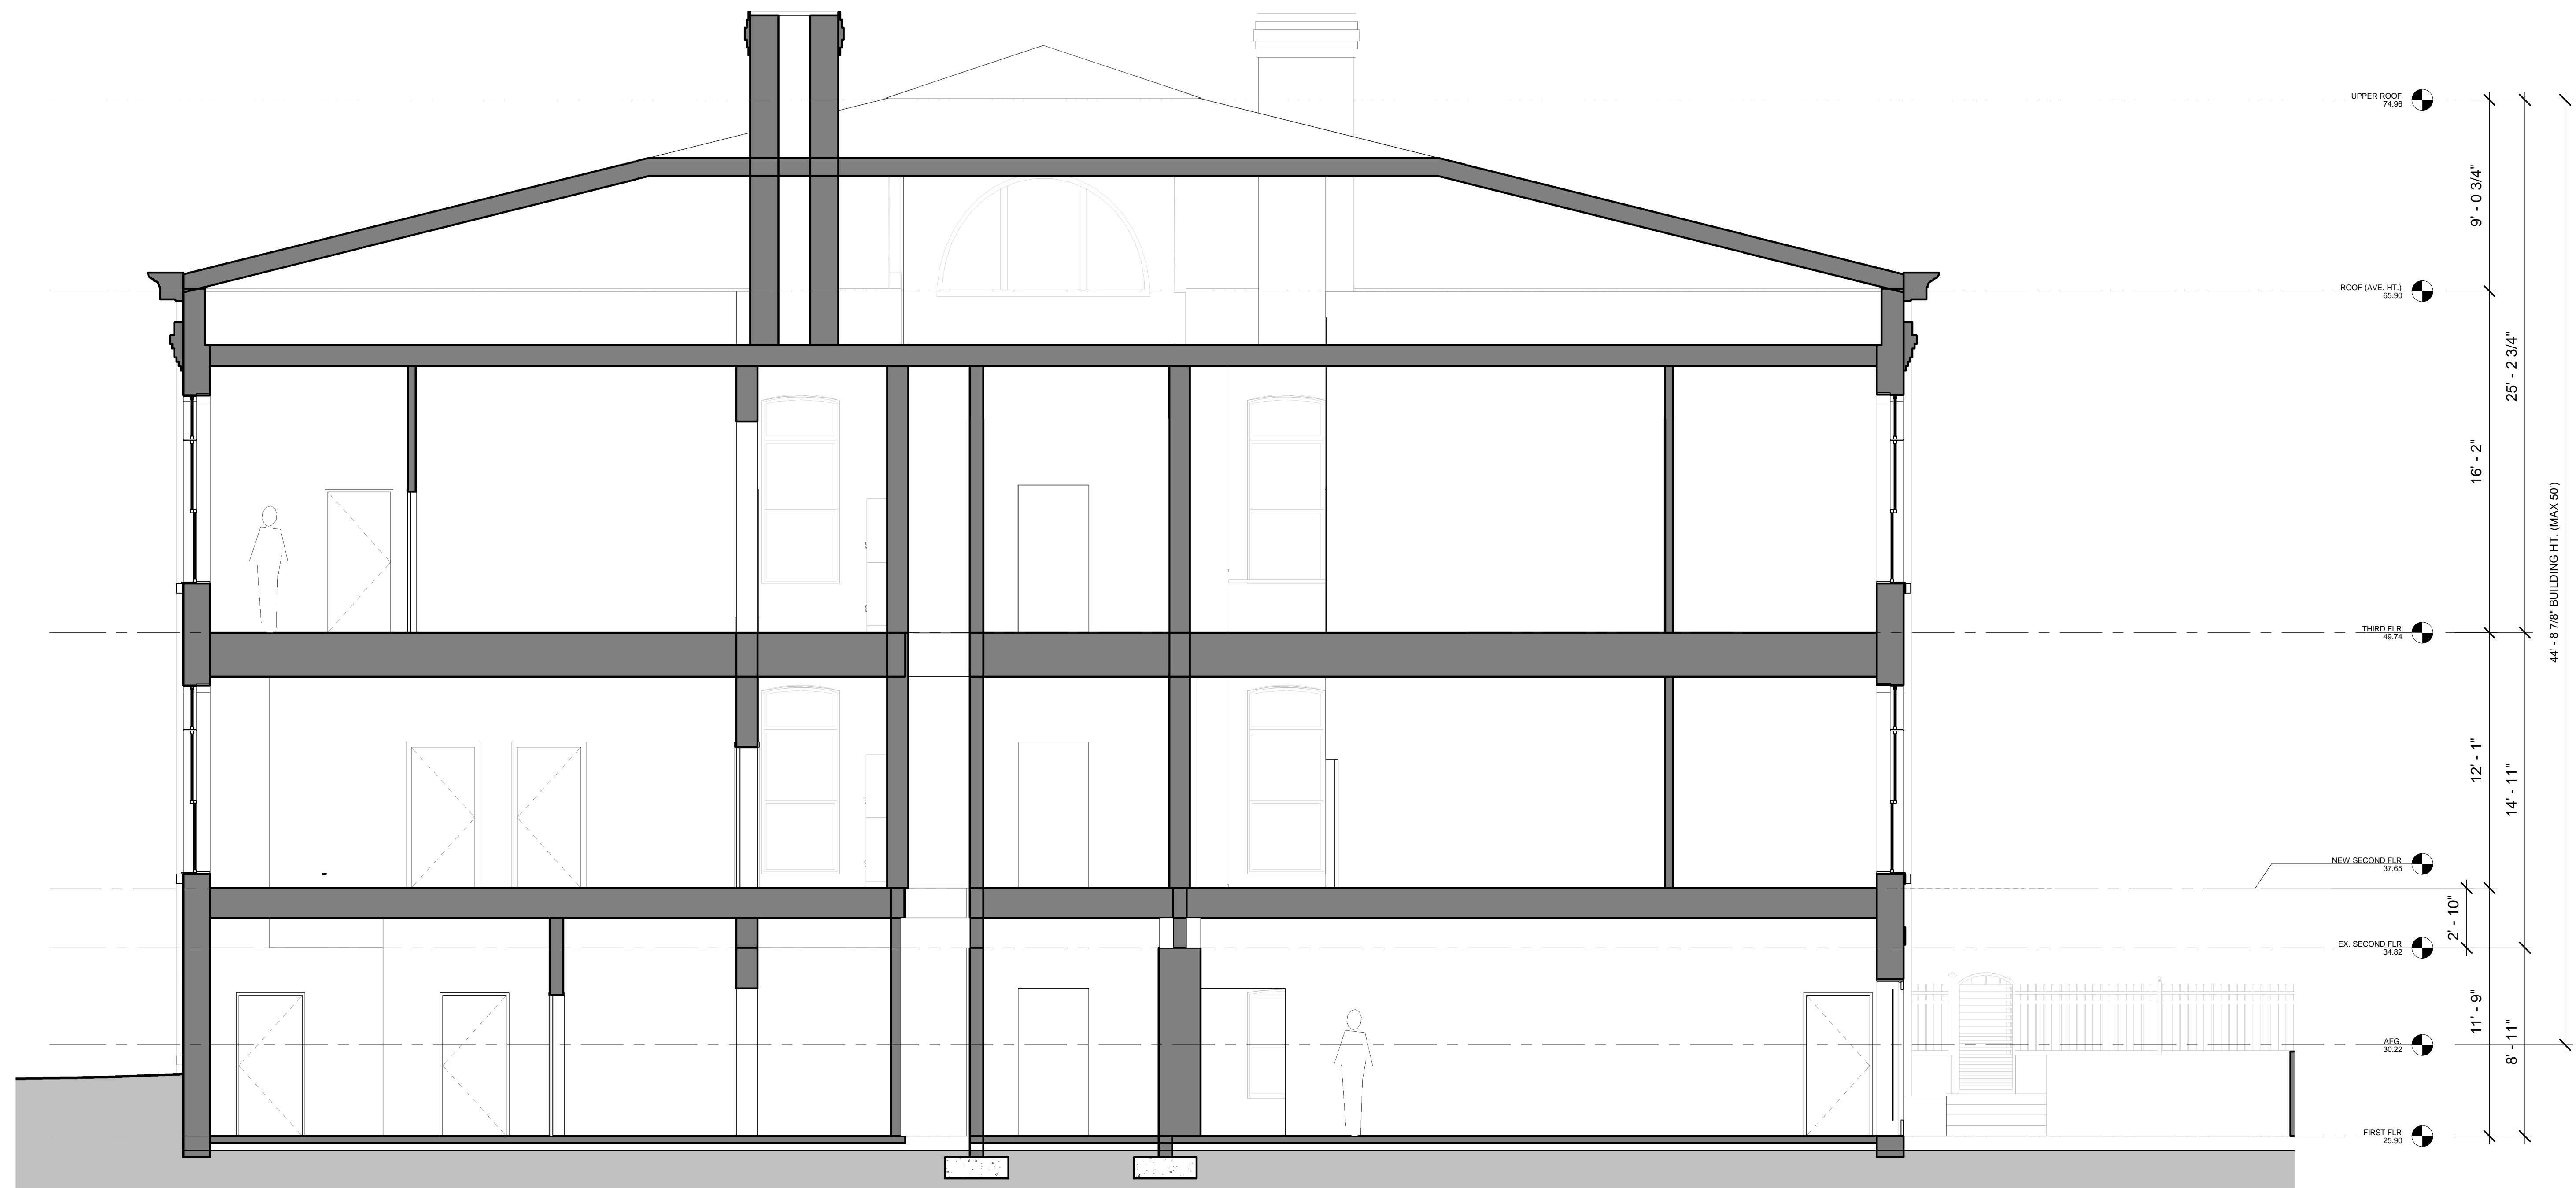 UPPER ROOF
74.96
9' - 0 3/4"
ROOF (AVE. HT.)
65.90
25' - 2 3/4"
16' - 2"
44' - 8 7/8" BUILDING HT. (MAX 50')
THIRD FLR
49.74
12' - 1"
14' - 11"
NEW SECOND FLR
37.65
2' - 10"
EX. SECOND FLR
34.82
11' - 9"
8' - 11"
AFG.
30.22
FIRST FLR
25.90